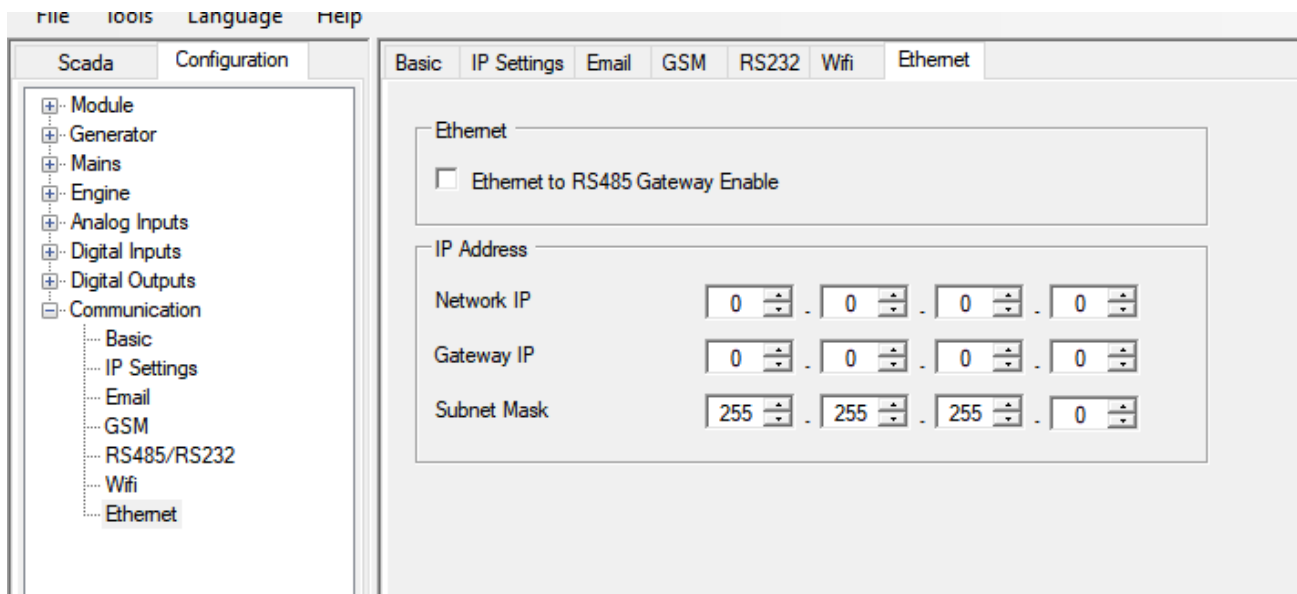 File Tools Language Help
Scada Configuration
Basic IP Settings Email GSM RS232 Wifi Ethernet
Module
Generator
Mains
Engine
Analog Inputs
Digital Inputs
Digital Outputs
Communication
Basic
IP Settings
Email
GSM
RS485/RS232
Wifi
Ethernet
Ethernet
Ethernet to RS485 Gateway Enable
IP Address
Network IP 0 . 0 . 0 . 0
Gateway IP 0 . 0 . 0 . 0
Subnet Mask 255 . 255 . 255 . 0